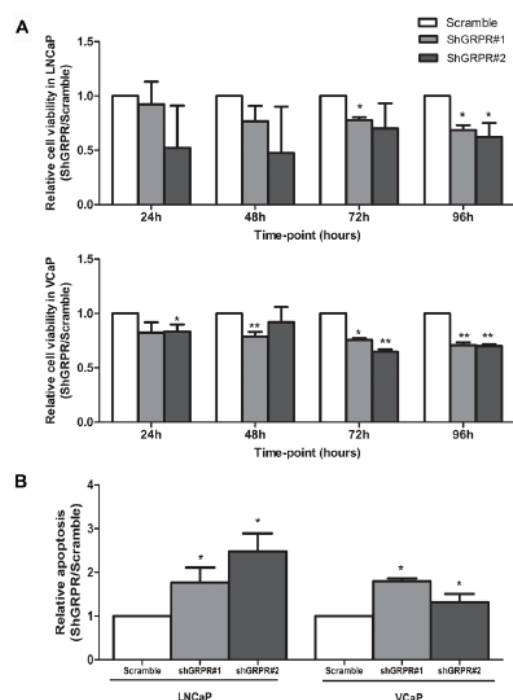 A
Scramble
ShGRPR#1
ShGRPR#2
Relative cell viability in LNCaP
(ShGRPR/Scramble)
1.5
1.0
0.5
0.0
* * *
24h 48h 72h 96h
Time-point (hours)
Relative cell viability in VCaP
(ShGRPR/Scramble)
1.5
1.0
0.5
0.0
* ** * ** ** **
24h 48h 72h 96h
Time-point (hours)
B
Relative apoptosis
(ShGRPR/Scramble)
4
3
2
1
0
* * * *
Scramble shGRPR#1 shGRPR#2 Scramble shGRPR#1 shGRPR#2
LNCaP VCaP